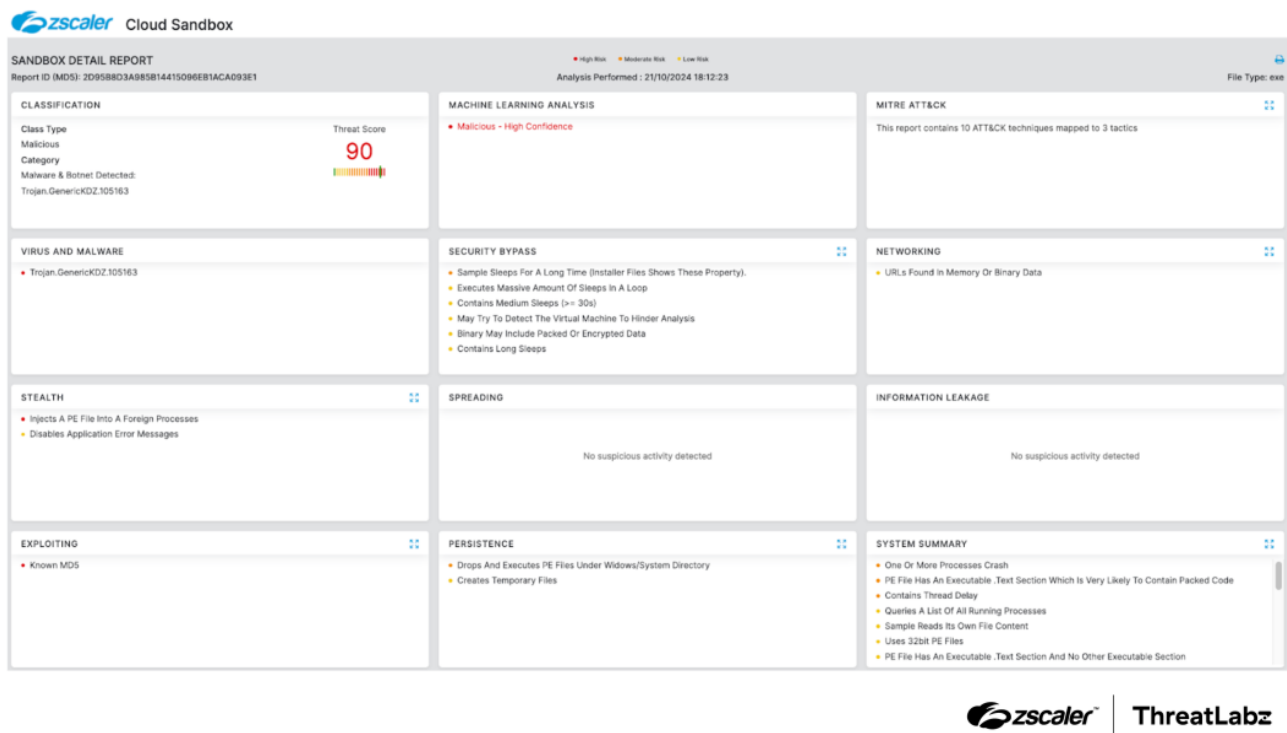 zscaler Cloud Sandbox
SANDBOX DETAIL REPORT
High Risk Moderate Risk Low Risk
Report ID (MD5): 2D95B8D3A985B14415096EB1ACA093E1
Analysis Performed : 21/10/2024 18:12:23
File Type: exe
CLASSIFICATION
Class Type
Malicious
Category
Malware & Botnet Detected:
Trojan.GenericKDZ.105163
Threat Score
90
MACHINE LEARNING ANALYSIS
Malicious - High Confidence
MITRE ATT&CK
This report contains 10 ATT&CK techniques mapped to 3 tactics
VIRUS AND MALWARE
Trojan.GenericKDZ.105163
SECURITY BYPASS
Sample Sleeps For A Long Time (Installer Files Shows These Property).
Executes Massive Amount Of Sleeps In A Loop
Contains Medium Sleeps (>= 30s)
May Try To Detect The Virtual Machine To Hinder Analysis
Binary May Include Packed Or Encrypted Data
Contains Long Sleeps
NETWORKING
URLs Found In Memory Or Binary Data
STEALTH
Injects A PE File Into A Foreign Processes
Disables Application Error Messages
SPREADING
No suspicious activity detected
INFORMATION LEAKAGE
No suspicious activity detected
EXPLOITING
Known MD5
PERSISTENCE
Drops And Executes PE Files Under Widows/System Directory
Creates Temporary Files
SYSTEM SUMMARY
One Or More Processes Crash
PE File Has An Executable .Text Section Which Is Very Likely To Contain Packed Code
Contains Thread Delay
Queries A List Of All Running Processes
Sample Reads Its Own File Content
Uses 32bit PE Files
PE File Has An Executable .Text Section And No Other Executable Section
zscaler™ ThreatLabz